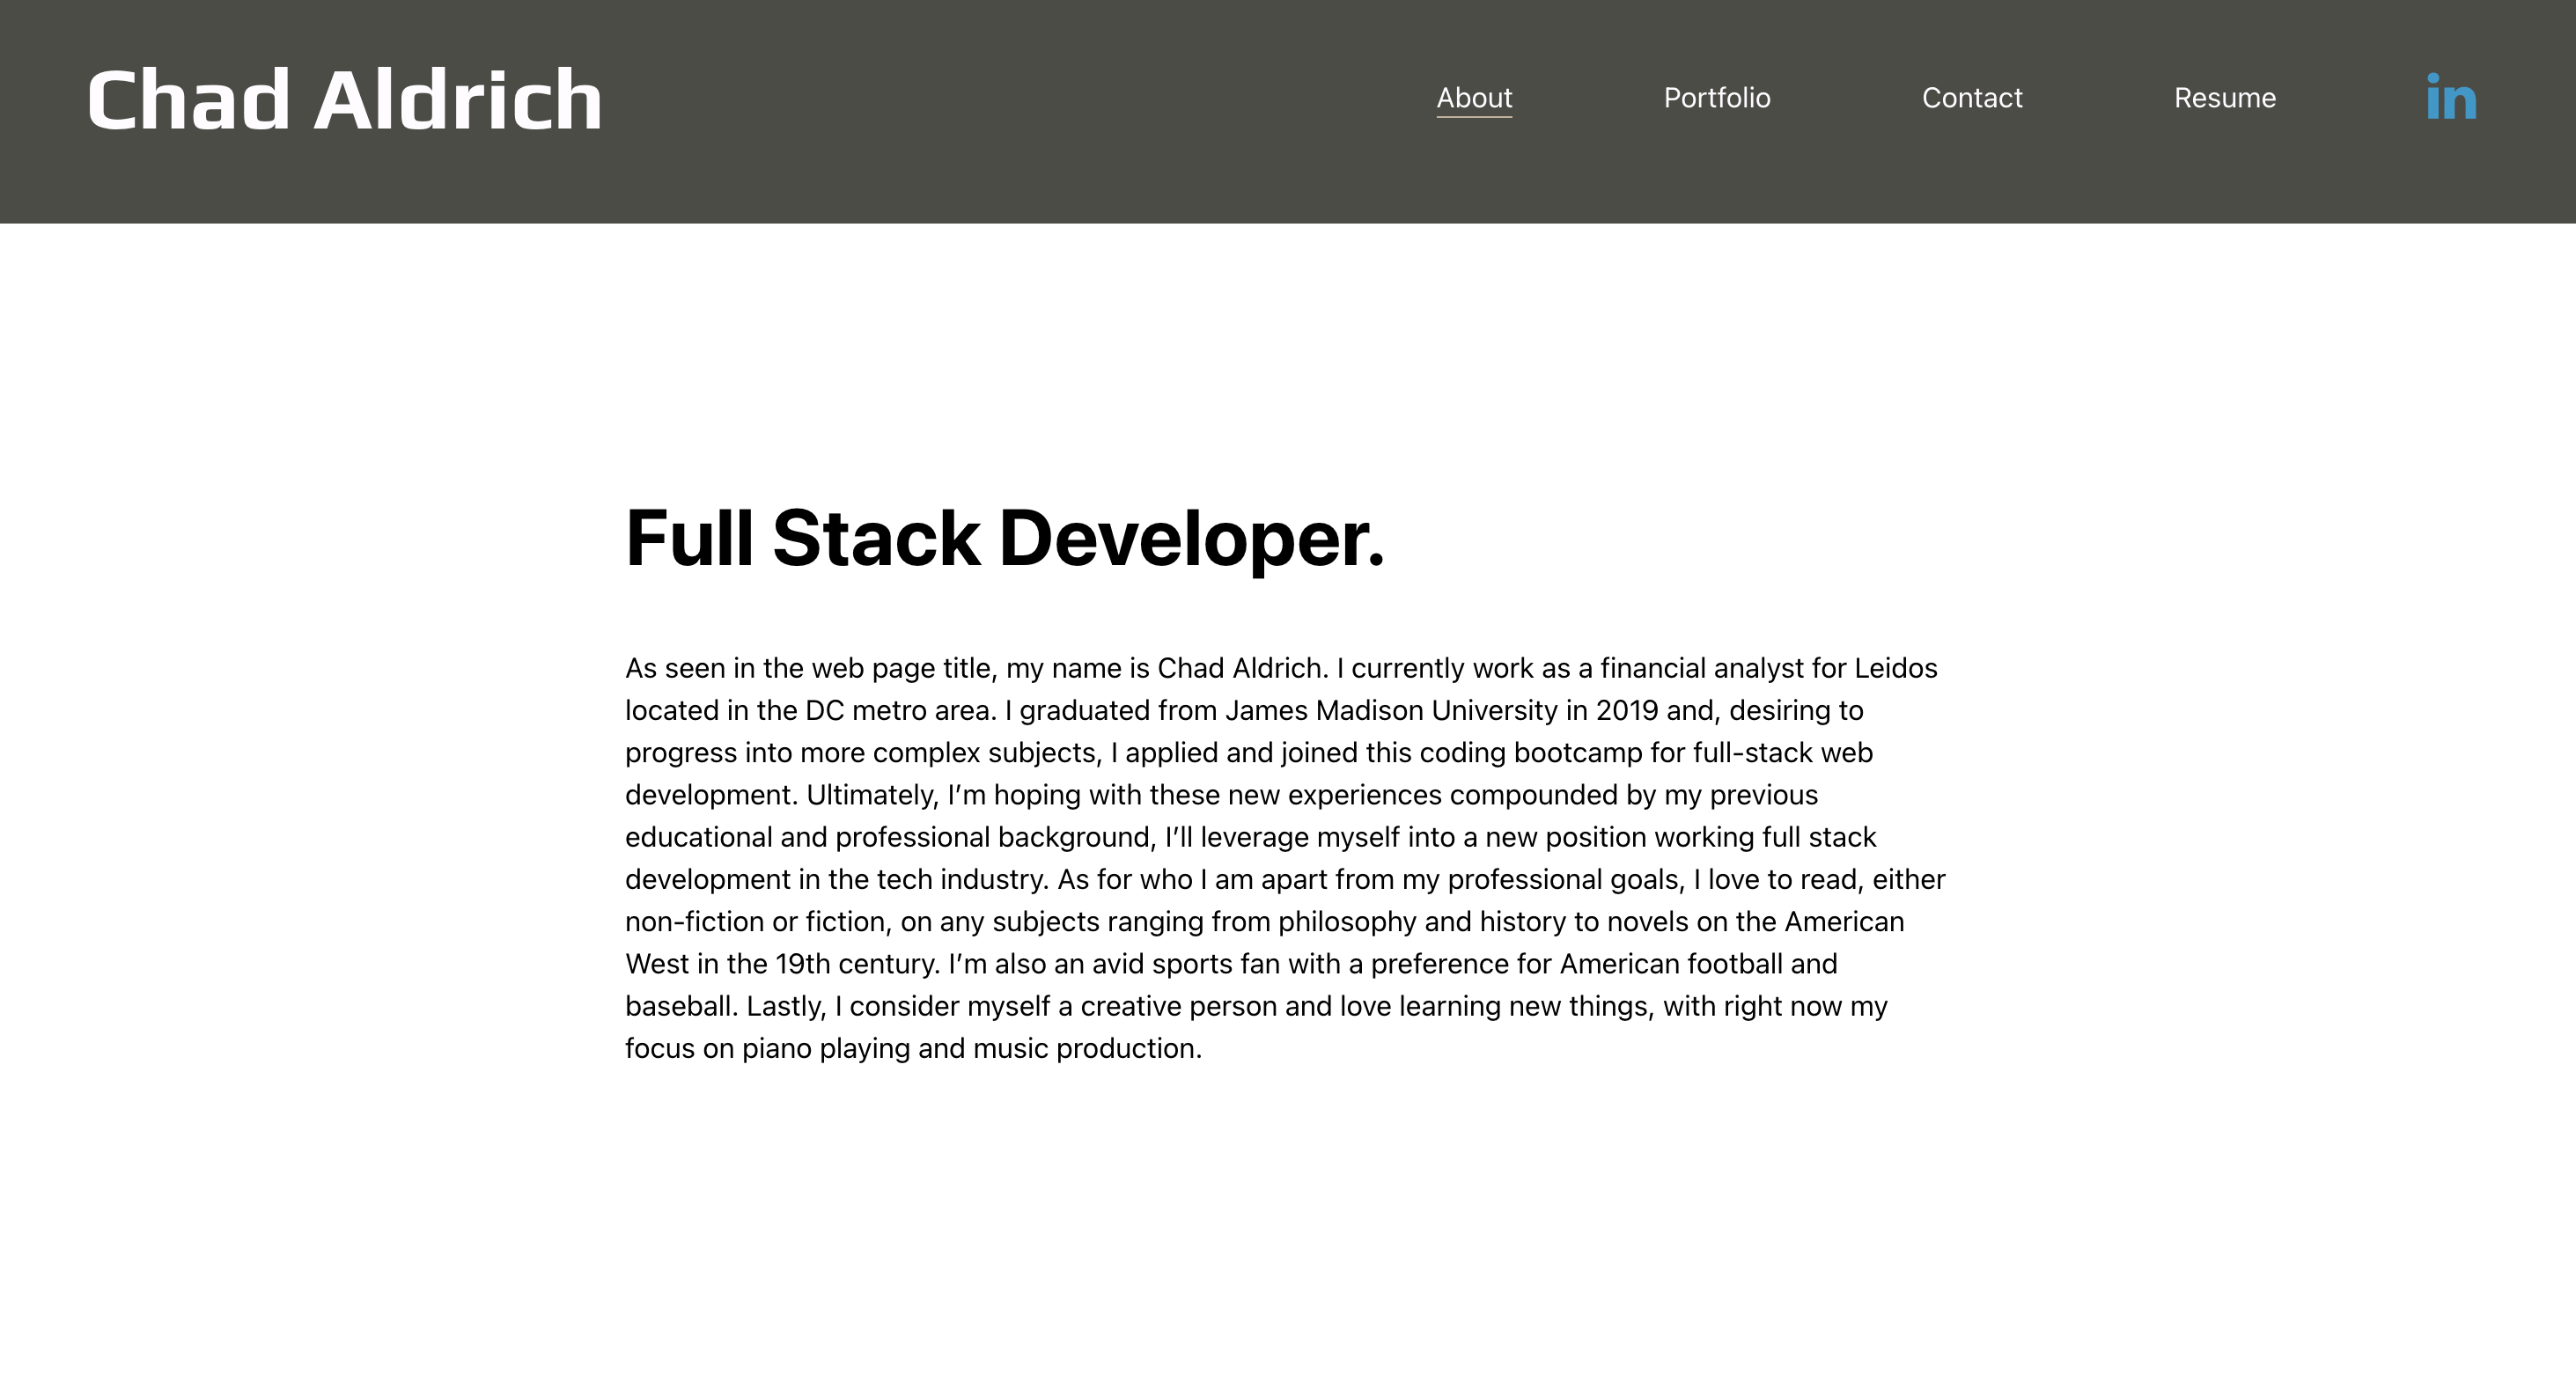 Chad Aldrich
About
Portfolio
Contact
Resume
in
Full Stack Developer.
As seen in the web page title, my name is Chad Aldrich. I currently work as a financial analyst for Leidos
located in the DC metro area. I graduated from James Madison University in 2019 and, desiring to
progress into more complex subjects, I applied and joined this coding bootcamp for full-stack web
development. Ultimately, I’m hoping with these new experiences compounded by my previous
educational and professional background, I’ll leverage myself into a new position working full stack
development in the tech industry. As for who I am apart from my professional goals, I love to read, either
non-fiction or fiction, on any subjects ranging from philosophy and history to novels on the American
West in the 19th century. I’m also an avid sports fan with a preference for American football and
baseball. Lastly, I consider myself a creative person and love learning new things, with right now my
focus on piano playing and music production.